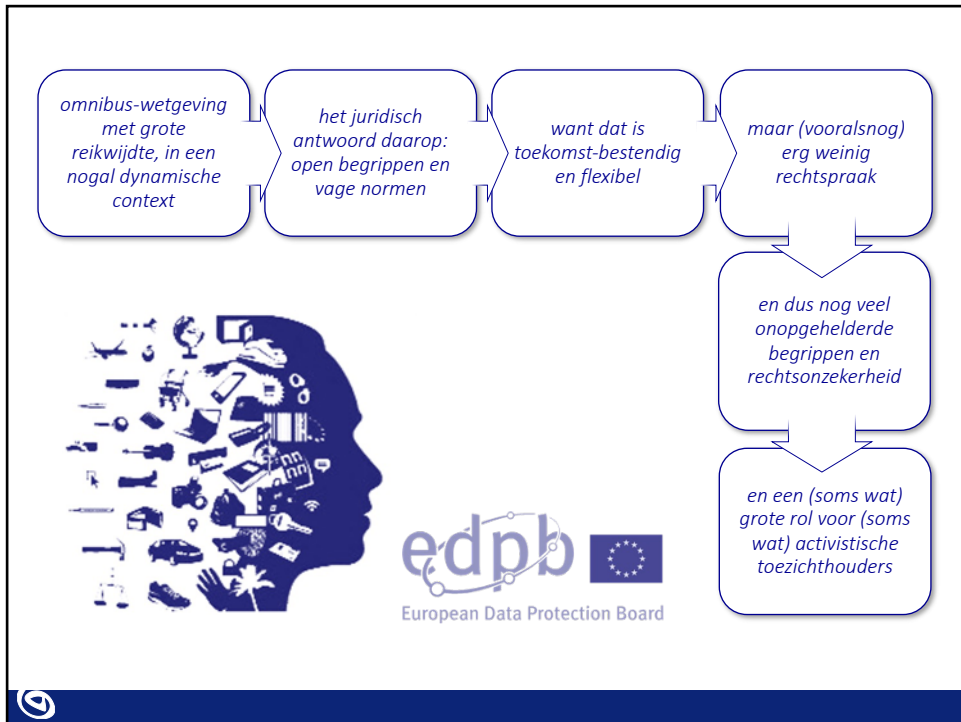 omnibus-wetgeving
met grote
reikwijdte, in een
nogal dynamische
context
het juridisch
antwoord daarop:
open begrippen en
vage normen
want dat is
toekomst-bestendig
en flexibel
maar (vooralsnog)
erg weinig
rechtspraak
en dus nog veel
onopgehelderde
begrippen en
rechtsonzekerheid
en een (soms wat)
grote rol voor (soms
wat) activistische
toezichthouders
edpb
European Data Protection Board